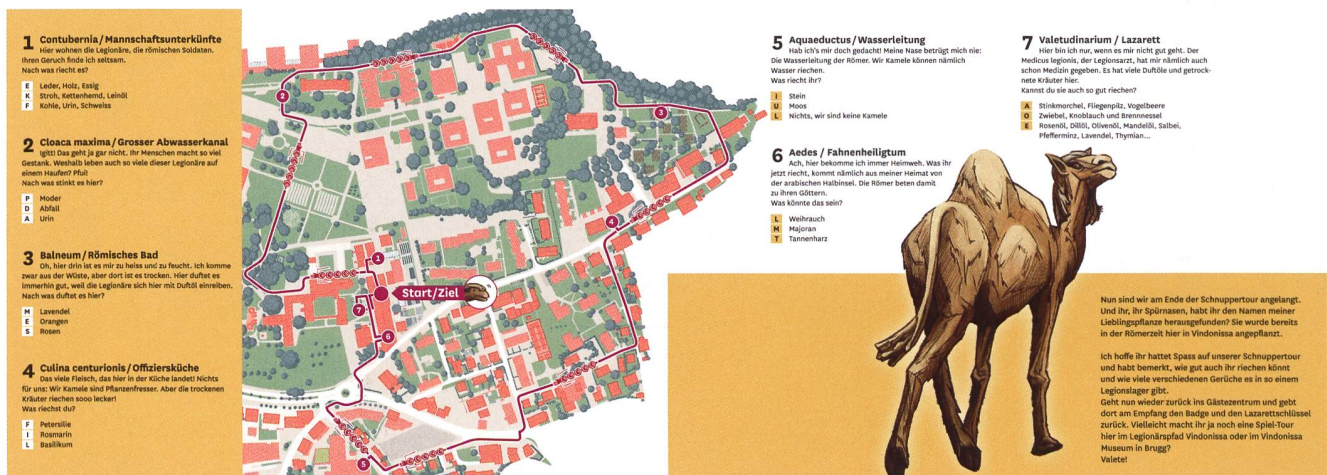 1 Contubernia / Mannschaftsunterkünfte
Hier wohnen die Legionäre, die römischen Soldaten.
Ihren Geruch finde ich seltsam.
Nach was riecht es?
E Leder, Holz, Essig
K Stroh, Kettenhemd, Leinöl
F Kohle, Urin, Schweiss
2 Cloaca maxima / Grosser Abwasserkanal
Igitt! Das geht ja gar nicht. Ihr Menschen macht so viel
Gestank. Weshalb leben auch so viele dieser Legionäre auf
einem Haufen? Pfui!
Nach was stinkt es hier?
P Moder
D Abfall
A Urin
3 Balneum / Römisches Bad
Oh, hier drin ist es mir zu heiss und zu feucht. Ich komme
zwar aus der Wüste, aber dort ist es trocken. Hier duftet es
immerhin gut, weil die Legionäre sich hier mit Duftöl einreiben.
Nach was duftet es hier?
M Lavendel
E Orangen
S Rosen
4 Culina centurionis / Offiziersküche
Das viele Fleisch, das hier in der Küche landet! Nichts
für uns: Wir Kamele sind Pflanzenfresser. Aber die trockenen
Kräuter riechen sooo lecker!
Was riechst du?
F Petersilie
I Rosmarin
L Basilikum
2
3
4
1
Start/Ziel
7
6
5
5 Aquaeductus / Wasserleitung
Hab ich's mir doch gedacht! Meine Nase betrügt mich nie:
Die Wasserleitung der Römer. Wir Kamele können nämlich
Wasser riechen.
Was riecht ihr?
I Stein
U Moos
L Nichts, wir sind keine Kamele
6 Aedes / Fahnenheiligtum
Ach, hier bekomme ich immer Heimweh. Was ihr
jetzt riecht, kommt nämlich aus meiner Heimat von
der arabischen Halbinsel. Die Römer beten damit
zu ihren Göttern.
Was könnte das sein?
L Weihrauch
M Majoran
T Tannenharz
7 Valetudinarium / Lazarett
Hier bin ich nur, wenn es mir nicht gut geht. Der
Medicus legionis, der Legionsarzt, hat mir nämlich auch
schon Medizin gegeben. Es hat viele Duftöle und getrock-
nete Kräuter hier.
Kannst du sie auch so gut riechen?
A Stinkmorchel, Fliegenpilz, Vogelbeere
O Zwiebel, Knoblauch und Brennnessel
E Rosenöl, Dillöl, Olivenöl, Mandelöl, Salbei,
Pfefferminz, Lavendel, Thymian...
Nun sind wir am Ende der Schnuppertour angelangt.
Und ihr, ihr Spürnasen, habt ihr den Namen meiner
Lieblingspflanze herausgefunden? Sie wurde bereits
in der Römerzeit hier in Vindonissa angepflanzt.
Ich hoffe ihr hattet Spass auf unserer Schnuppertour
und habt bemerkt, wie gut auch ihr riechen könnt
und wie viele verschiedenen Gerüche es in so einem
Legionslager gibt.
Geht nun wieder zurück ins Gästezentrum und gebt
dort am Empfang den Badge und den Lazarettschlüssel
zurück. Vielleicht macht ihr ja noch eine Spiel-Tour
hier im Legionärspfad Vindonissa oder im Vindonissa
Museum in Brugg?
Valete!